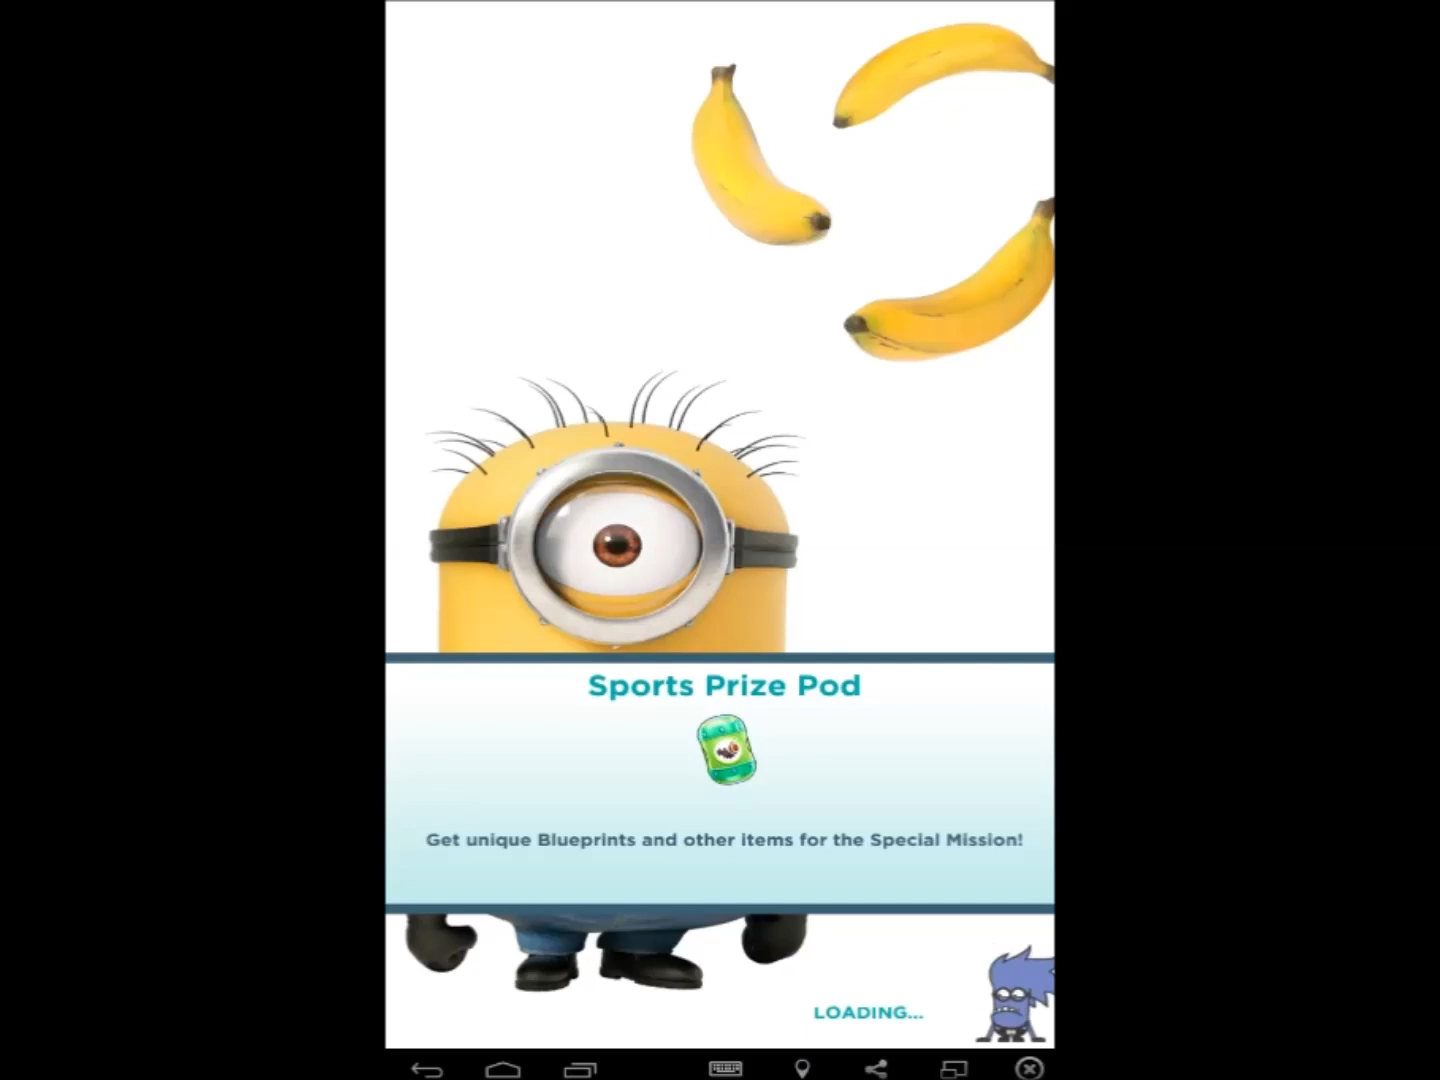 Sports Prize Pod
Get unique Blueprints and other items for the Special Mission!
LOADING...